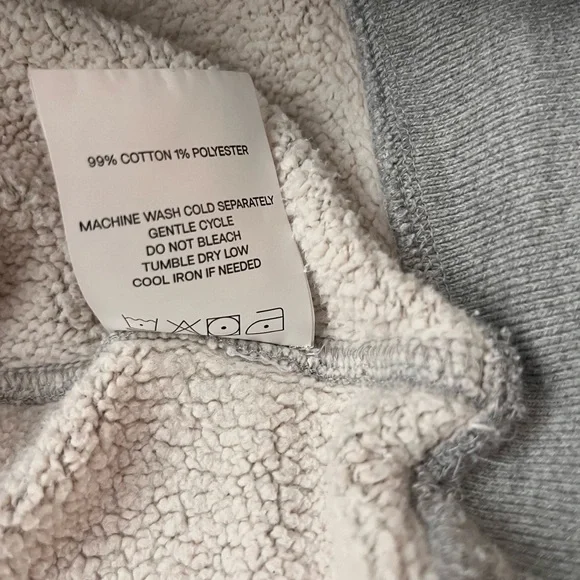 99% COTTON 1% POLYESTER
MACHINE WASH COLD SEPARATELY
GENTLE CYCLE
DO NOT BLEACH
TUMBLE DRY LOW
COOL IRON IF NEEDED